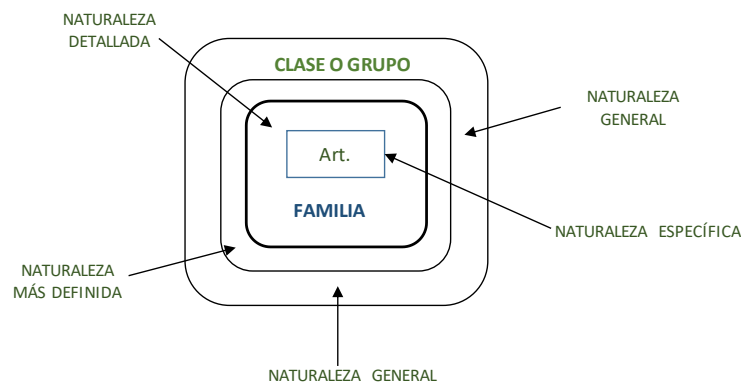 NATURALEZA
DETALLADA
CLASE O GRUPO
NATURALEZA
GENERAL
Art.
FAMILIA
NATURALEZA ESPECÍFICA
NATURALEZA
MÁS DEFINIDA
NATURALEZA GENERAL